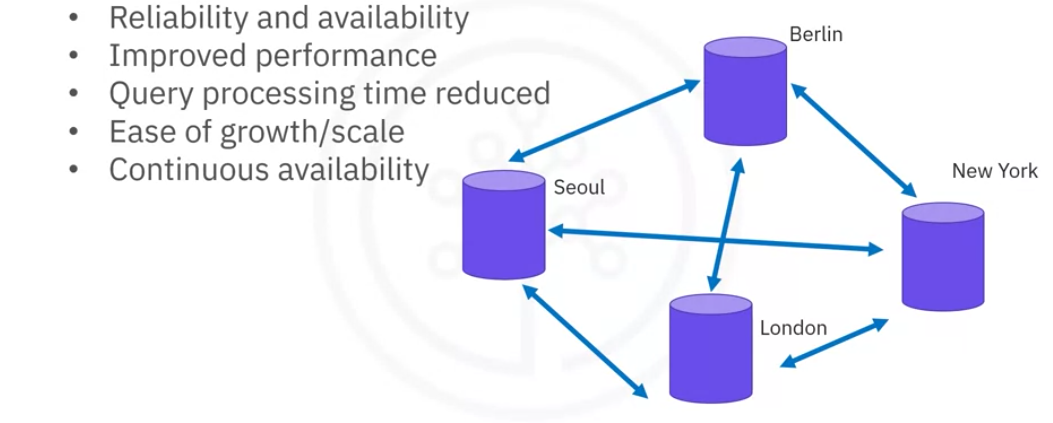 • Reliability and availability
• Improved performance
• Query processing time reduced
• Ease of growth/scale
• Continuous availability
Berlin
New York
Seoul
London